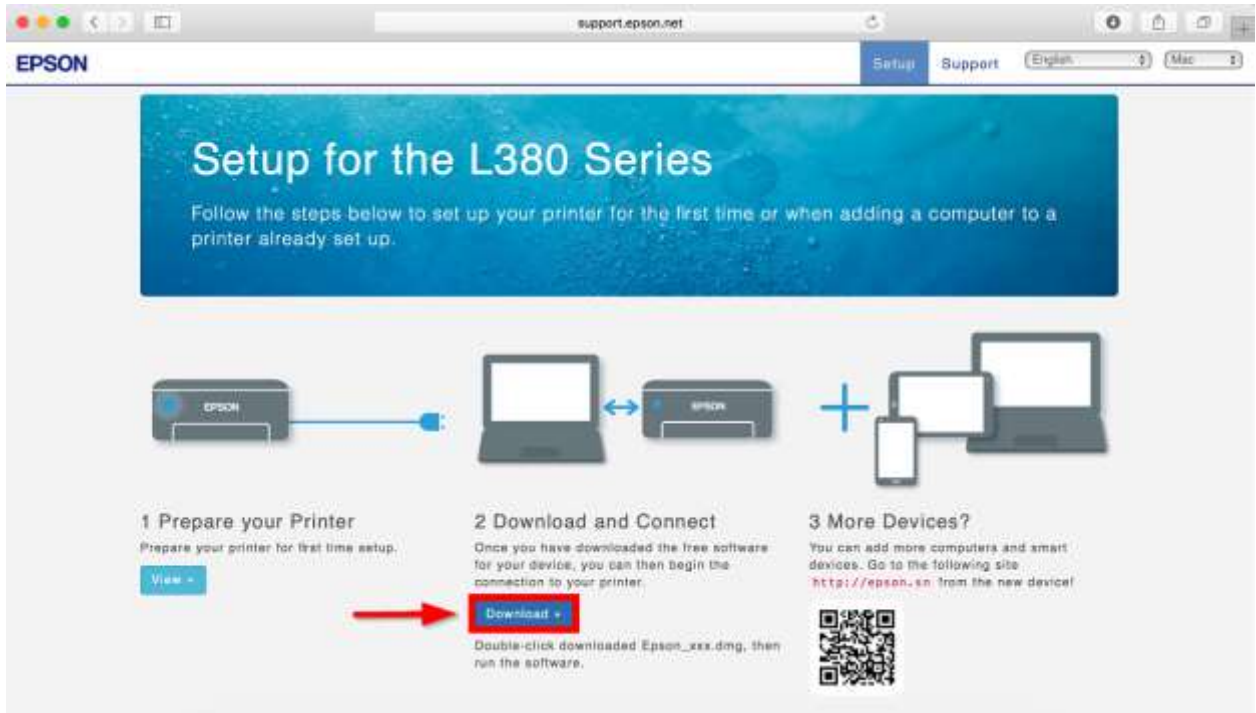 support.epson.net
EPSON
Setup Support English Mac
Setup for the L380 Series
Follow the steps below to set up your printer for the first time or when adding a computer to a
printer already set up.
EPSON
EPSON
1 Prepare your Printer
Prepare your printer for first time setup.
View
2 Download and Connect
Once you have downloaded the free software
for your device, you can then begin the
connection to your printer.
Download
Double-click downloaded Epson_xxx.dmg, then
run the software.
3 More Devices?
You can add more computers and smart
devices. Go to the following site
http://epson.sn from the new device!